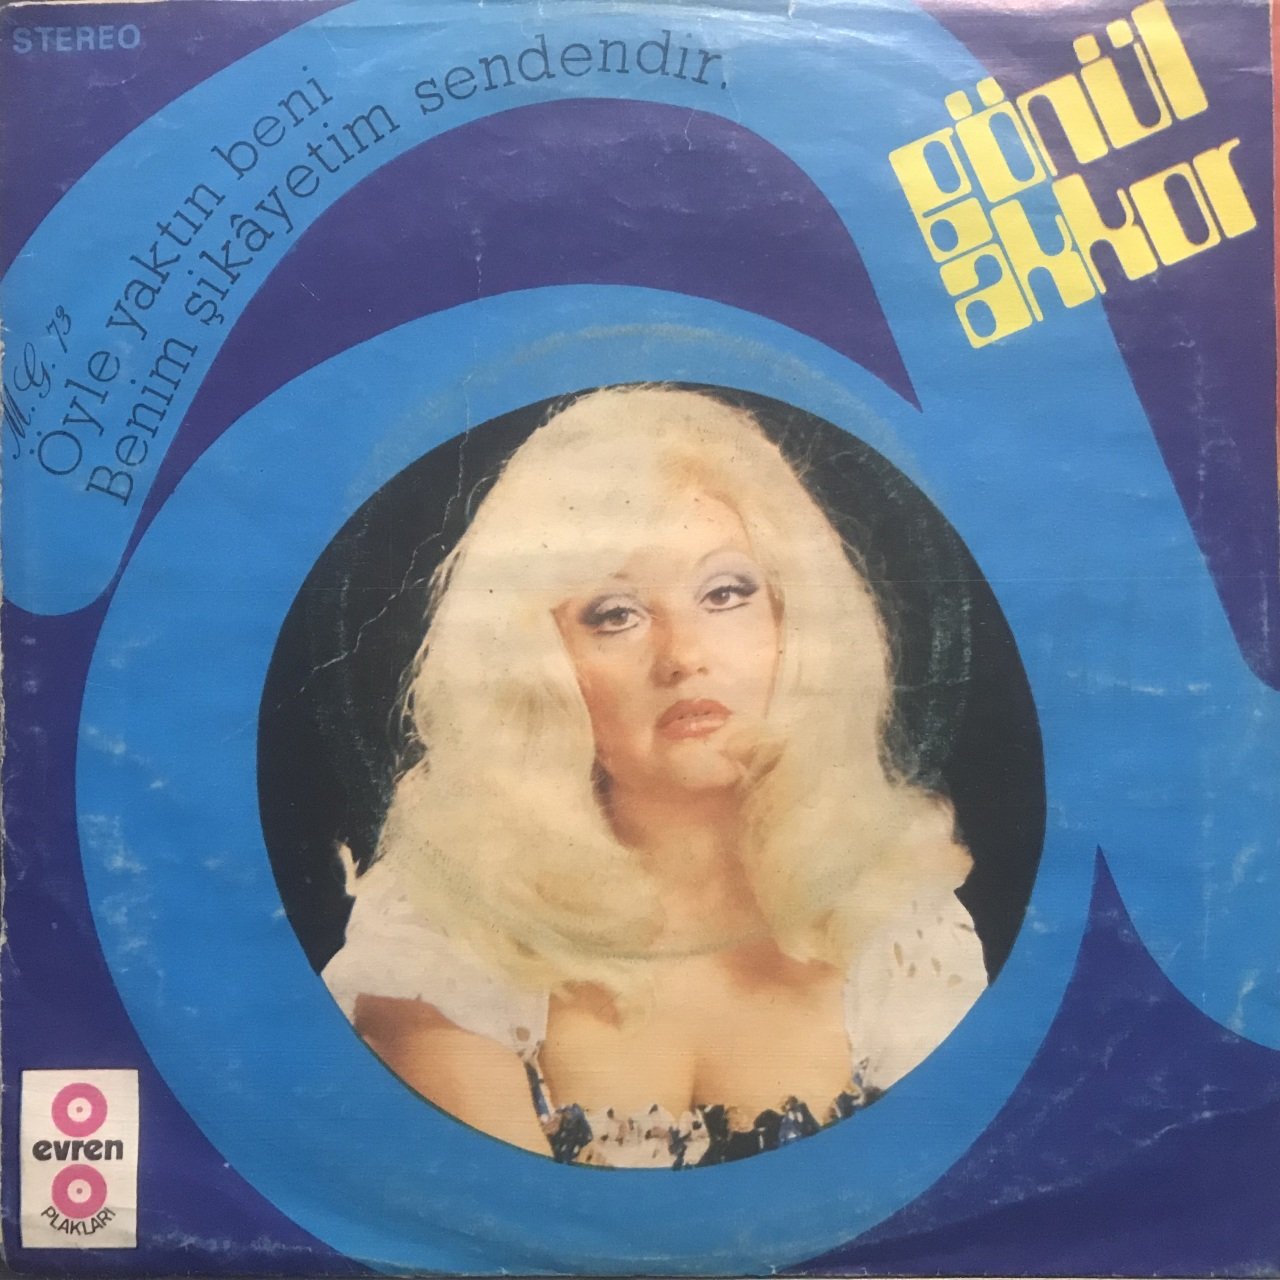 STEREO
Öyle yaktın beni
Benim şikâyetim sendendir.
M.G. 73
gönül
akkor
evren
PLAKLARI